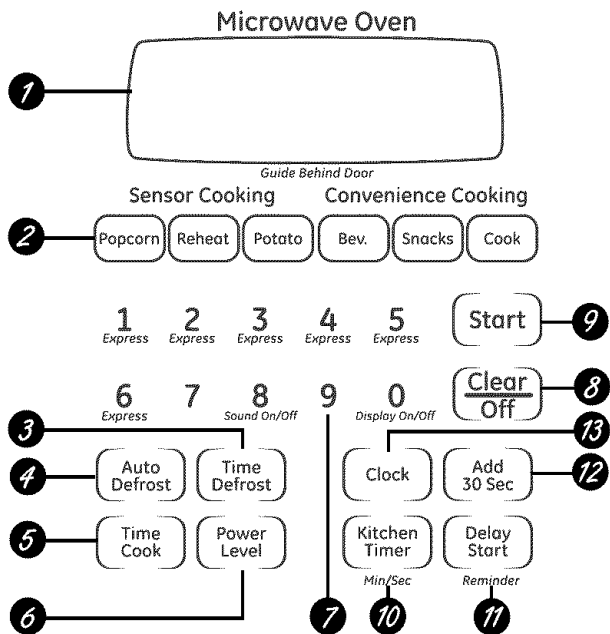 Microwave Oven
1
Guide Behind Door
Sensor Cooking Convenience Cooking
2 Popcorn Reheat Potato Bev. Snacks Cook
1 2 3 4 5
Express Express Express Express Express
Start 9
6 7 8 9 0
Express Sound On/Off Display On/Off
Clear
Off
8
3
13
4
Auto
Defrost
Time
Defrost
Clock
Add
30 Sec
12
5
Time
Cook
Power
Level
Kitchen
Timer
Delay
Start
Min/Sec Reminder
6 7 10 11